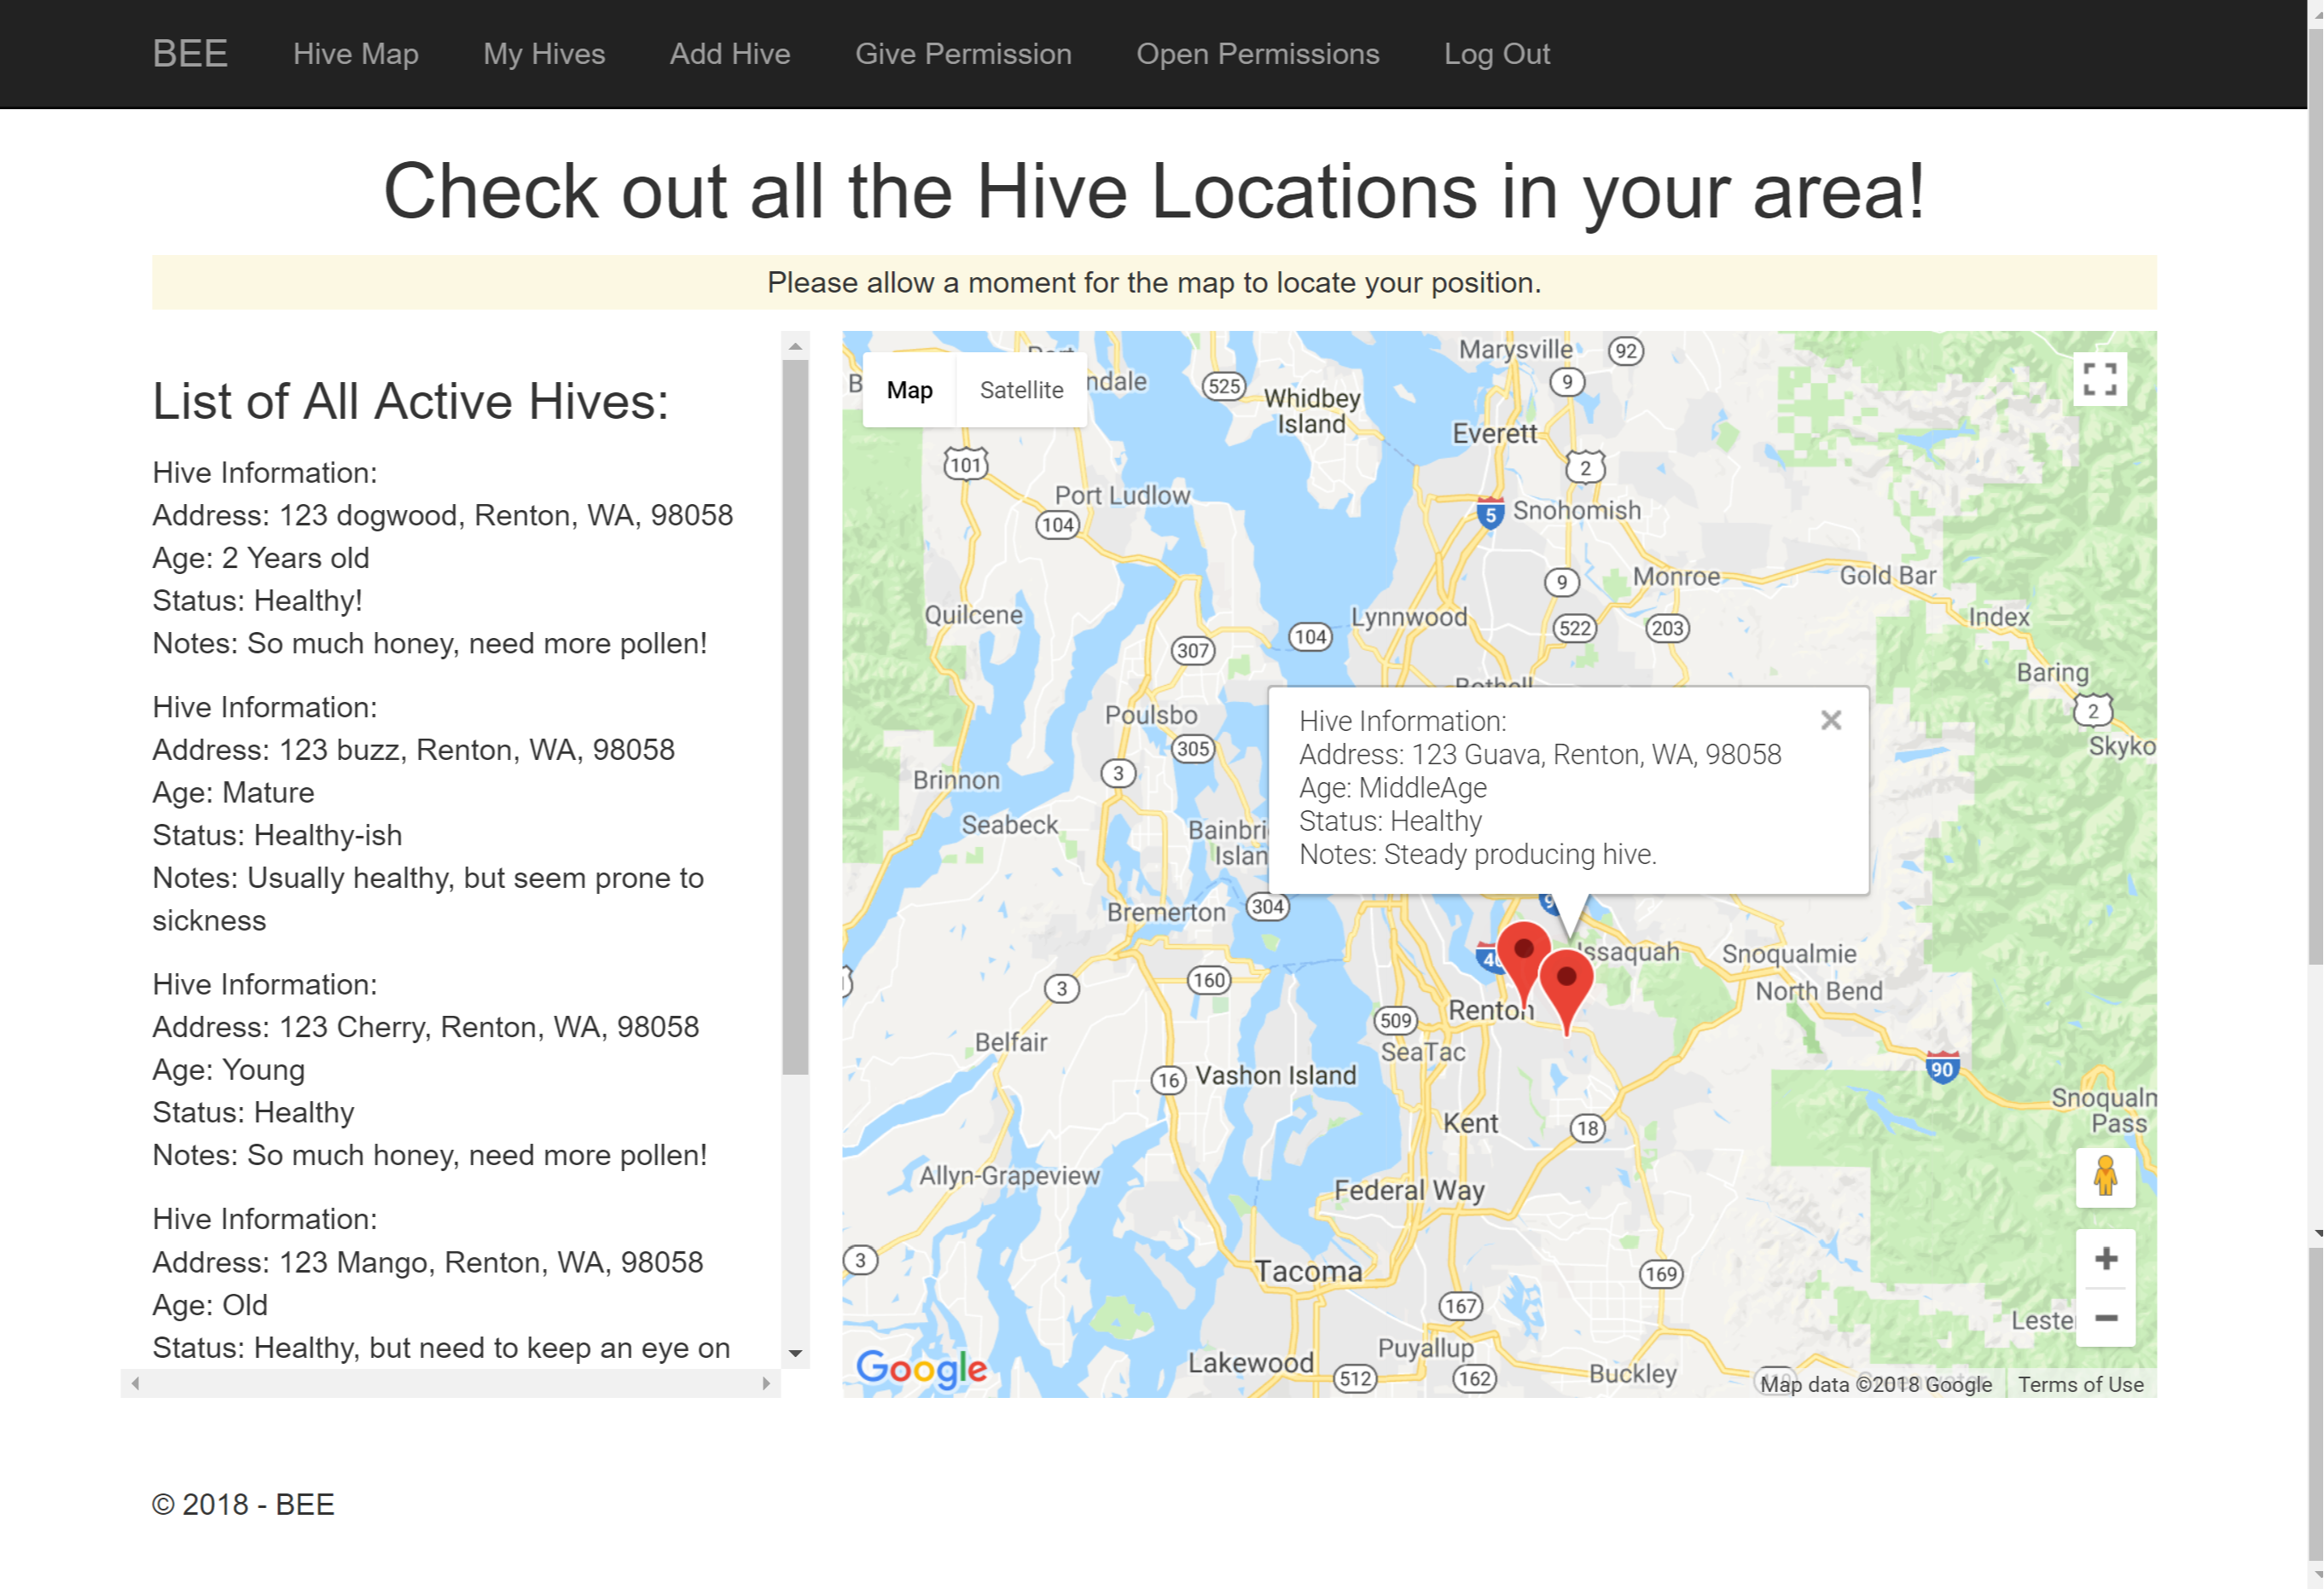 BEE Hive Map My Hives Add Hive Give Permission Open Permissions Log Out
Check out all the Hive Locations in your area!
Please allow a moment for the map to locate your position.
List of All Active Hives:
Hive Information:
Address: 123 dogwood, Renton, WA, 98058
Age: 2 Years old
Status: Healthy!
Notes: So much honey, need more pollen!
Hive Information:
Address: 123 buzz, Renton, WA, 98058
Age: Mature
Status: Healthy-ish
Notes: Usually healthy, but seem prone to
sickness
Hive Information:
Address: 123 Cherry, Renton, WA, 98058
Age: Young
Status: Healthy
Notes: So much honey, need more pollen!
Hive Information:
Address: 123 Mango, Renton, WA, 98058
Age: Old
Status: Healthy, but need to keep an eye on
Map Satellite
ndale
525
Whidbey
Island
Marysville
92
9
Everett
101
2
Port Ludlow
104
5
Snohomish
9
Monroe
Gold Bar
Quilcene
Lynnwood
104
522
203
Index
307
Baring
2
Bothell
Poulsbo
305
Skyko
3
Brinnon
Seabeck
Bainbri
Islan
Hive Information:
Address: 123 Guava, Renton, WA, 98058
Age: MiddleAge
Status: Healthy
Notes: Steady producing hive.
Bremerton
304
40
Issaquah
Snoqualmie
North Bend
160
3
Renton
509
SeaTac
Belfair
16
Vashon Island
90
Snoqualm
Pass
Kent
18
Allyn-Grapeview
Federal Way
3
Tacoma
169
167
Leste
Puyallup
Lakewood
512
162
Buckley
Google
Map data ©2018 Google Terms of Use
© 2018 - BEE